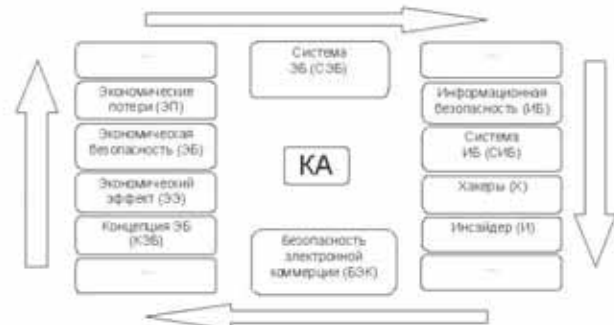 ...
Экономические
потери (ЭП)
Экономическая
безопасность (ЭБ)
Экономический
эффект (ЭЭ)
Концепция ЭБ
(КЭБ)
...
Система
ЭБ (СЭБ)
КА
Безопасность
электронной
коммерции (БЭК)
...
Информационная
безопасность (ИБ)
Система
ИБ (СИБ)
Хакеры (Х)
Инсайдер (И)
...